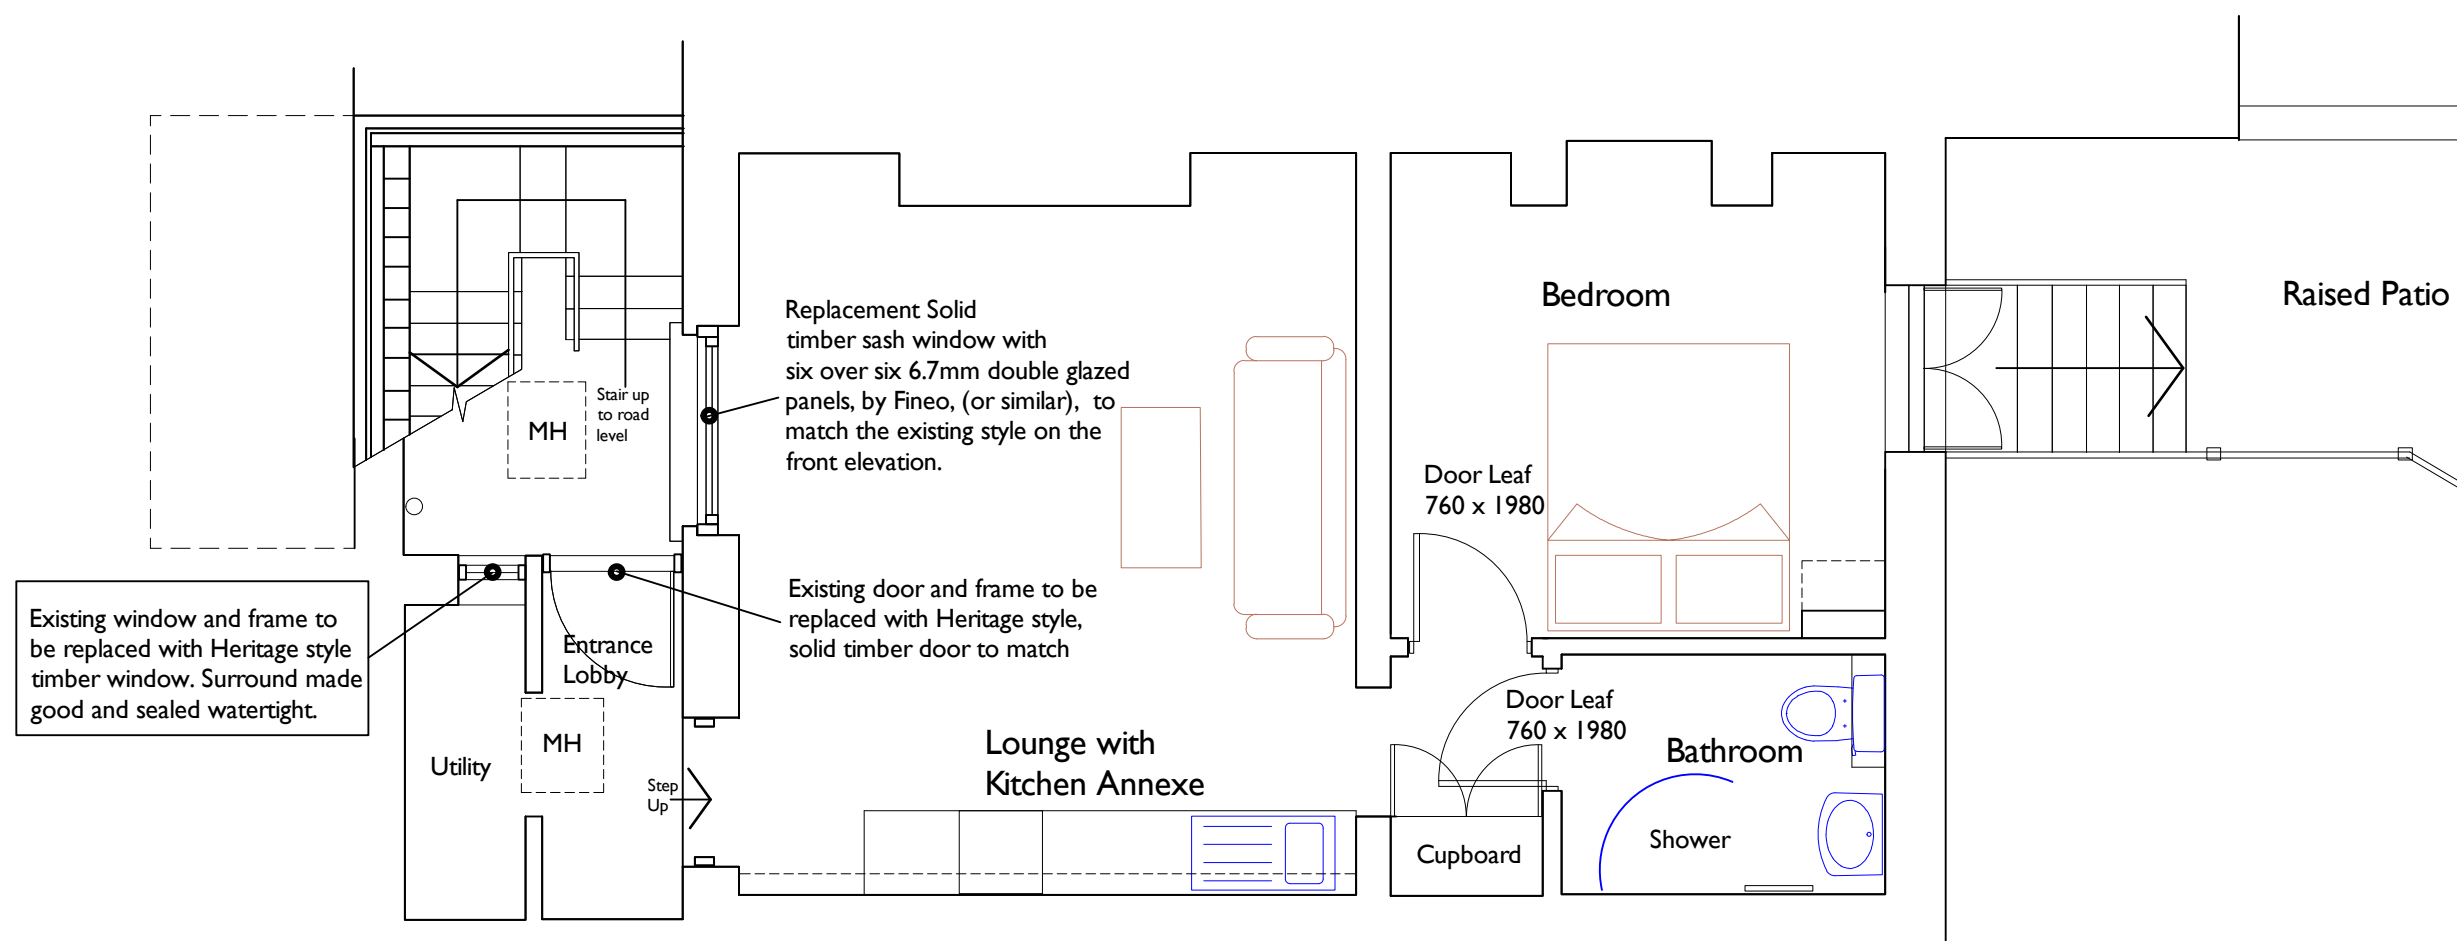 Replacement Solid
timber sash window with
six over six 6.7mm double glazed
panels, by Fineo, (or similar), to
match the existing style on the
front elevation.
Bedroom
Raised Patio
Stair up
to road
level
MH
Door Leaf
760 x 1980
Existing window and frame to
be replaced with Heritage style
timber window. Surround made
good and sealed watertight.
Entrance
Lobby
Existing door and frame to be
replaced with Heritage style,
solid timber door to match
Door Leaf
760 x 1980
Utility
MH
Step
Up
Lounge with
Kitchen Annexe
Bathroom
Cupboard
Shower